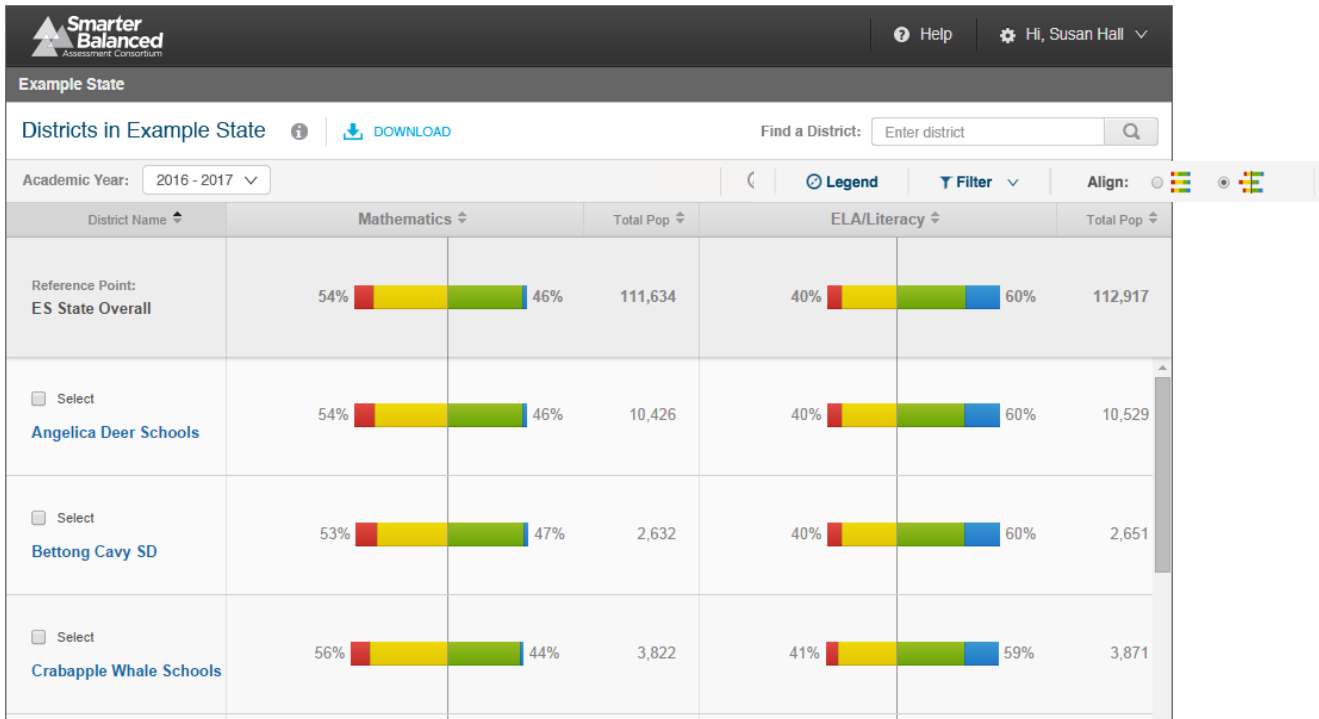 Smarter
Balanced
Assessment Consortium
Help
Hi, Susan Hall
Example State
Districts in Example State
DOWNLOAD
Find a District: Enter district
Academic Year: 2016 - 2017
Legend
Filter
Align:
District Name Mathematics Total Pop ELA/Literacy Total Pop
Reference Point:
ES State Overall
54% 46% 111,634 40% 60% 112,917
Select
Angelica Deer Schools
54% 46% 10,426 40% 60% 10,529
Select
Bettong Cavy SD
53% 47% 2,632 40% 60% 2,651
Select
Crabapple Whale Schools
56% 44% 3,822 41% 59% 3,871